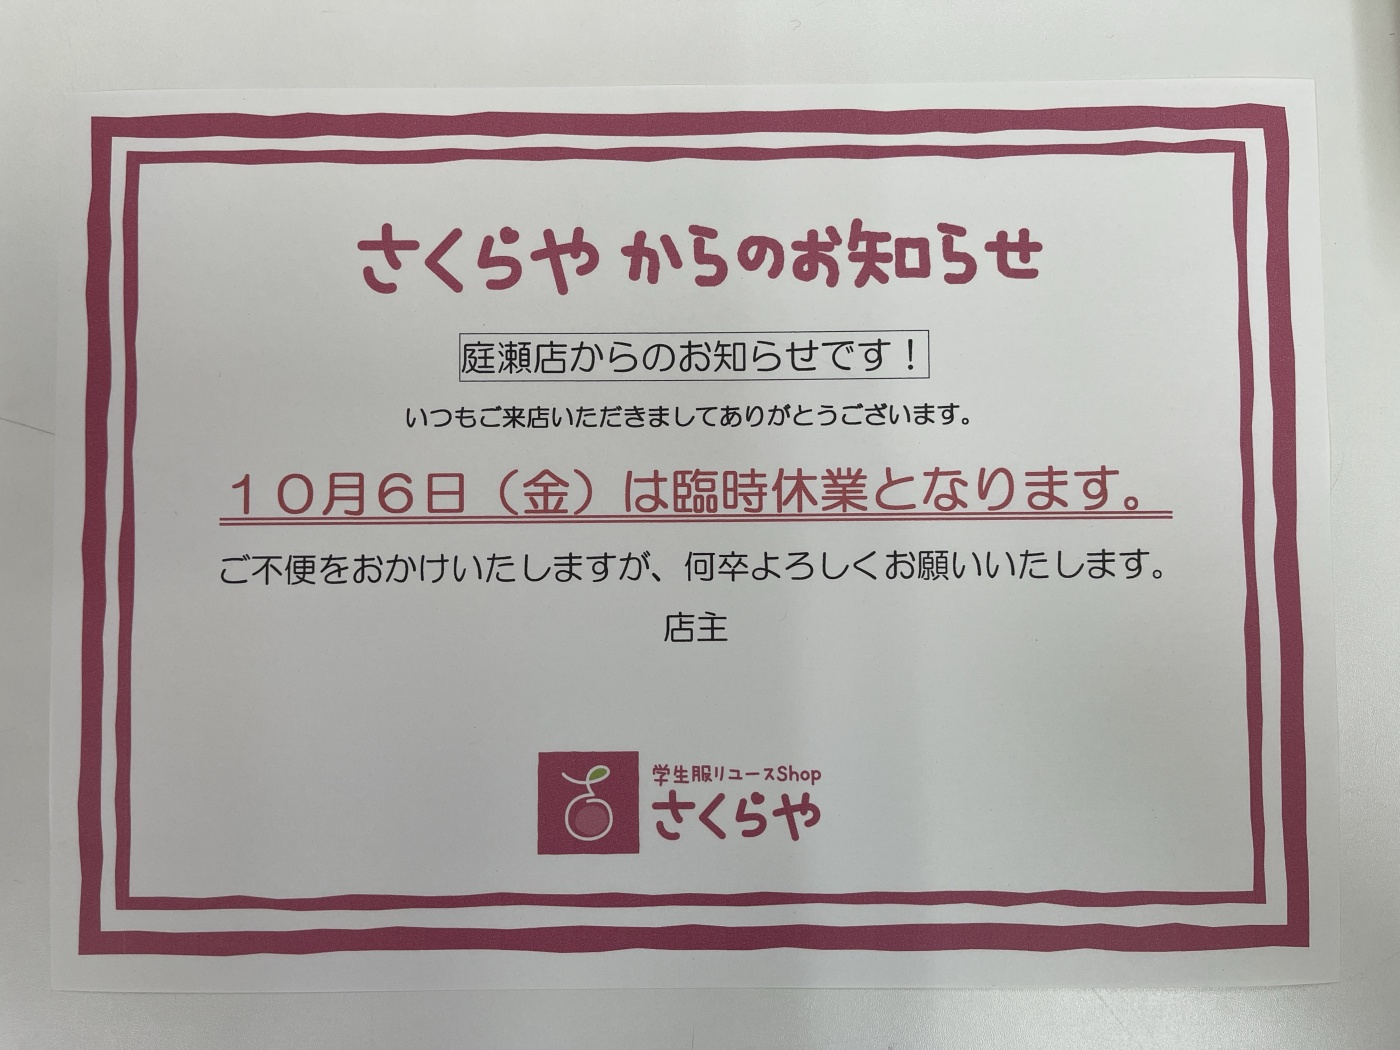 さくらや からのお知らせ
庭瀬店からのお知らせです！
いつもご来店いただきましてありがとうございます。
１０月６日（金）は臨時休業となります。
ご不便をおかけいたしますが、何卒よろしくお願いいたします。
店主
学生服リユースShop
さくらや